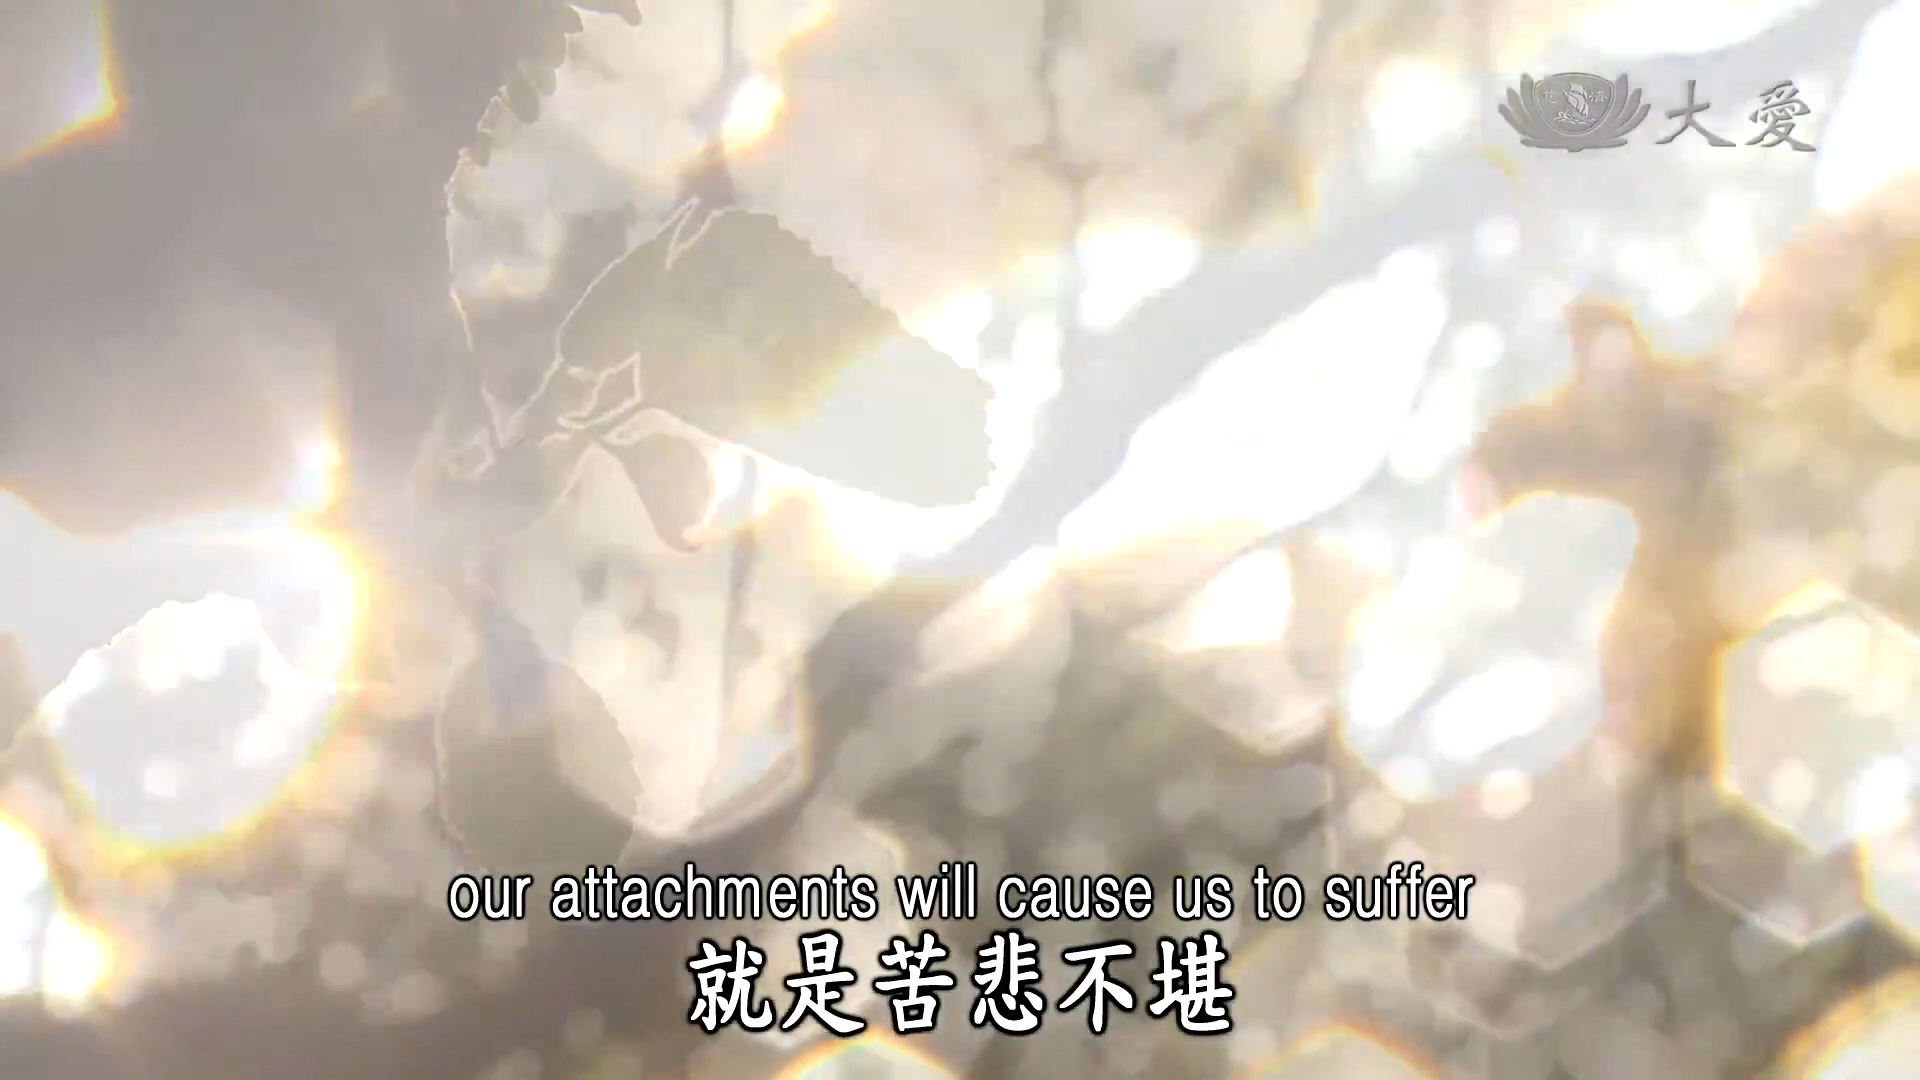 大愛
our attachments will cause us to suffer
就是苦悲不堪